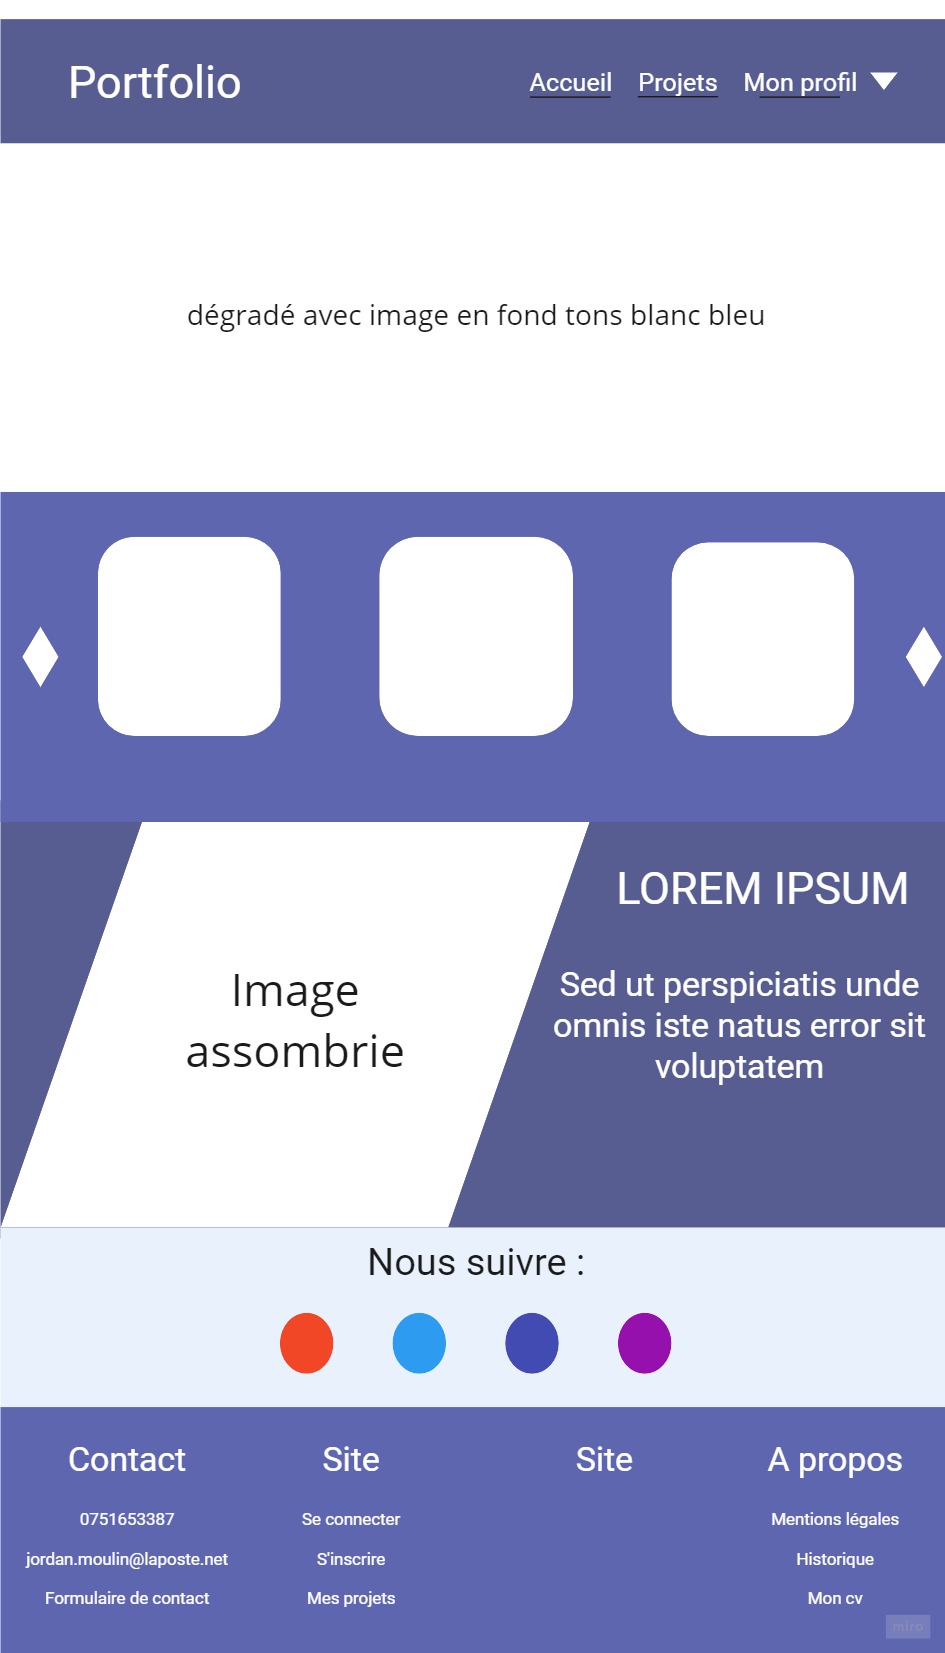 Portfolio
Accueil Projets Mon profil
dégradé avec image en fond tons blanc bleu
Image
assombrie
LOREM IPSUM
Sed ut perspiciatis unde
omnis iste natus error sit
voluptatem
Nous suivre :
Contact
0751653387
jordan.moulin@laposte.net
Formulaire de contact
Site
Se connecter
S'inscrire
Mes projets
Site
A propos
Mentions légales
Historique
Mon cv
miro